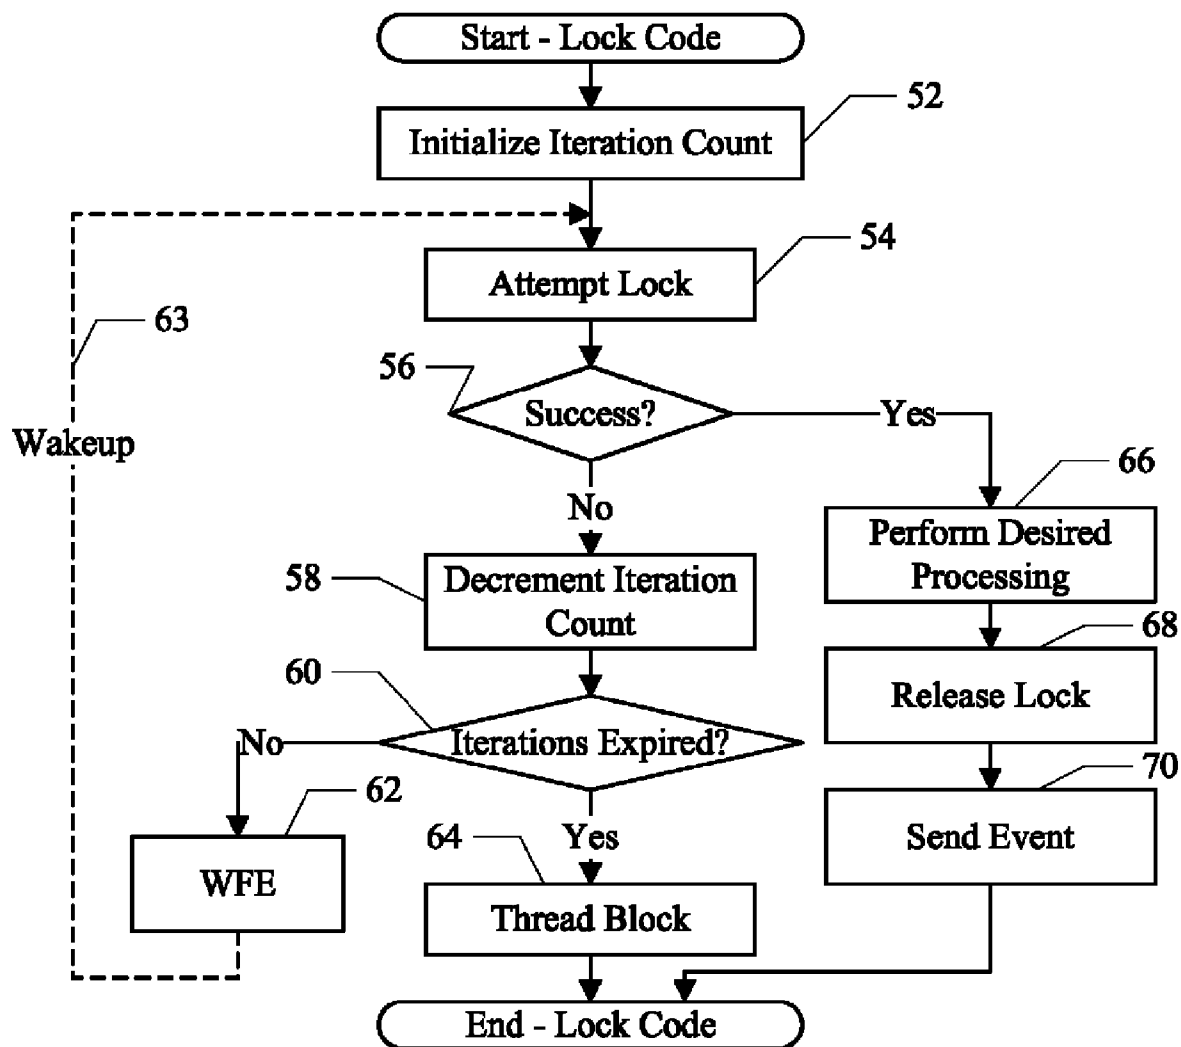 Start - Lock Code
52
Initialize Iteration Count
54
Attempt Lock
63
56
Success?
Yes
Wakeup
66
No
Perform Desired
Processing
58
Decrement Iteration
Count
68
60
Release Lock
No
Iterations Expired?
70
62
Yes
Send Event
64
WFE
Thread Block
End - Lock Code